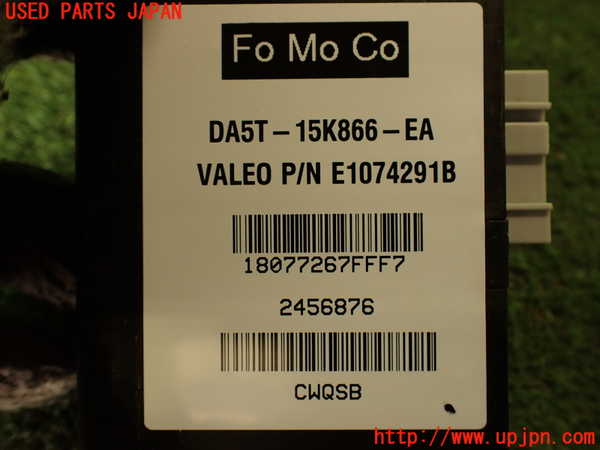 USED PARTS JAPAN
Fo Mo Co
DA5T-15K866-EA
VALEO P/N E1074291B
18077267FFF7
2456876
CWQSB
http://www.upjpn.com/